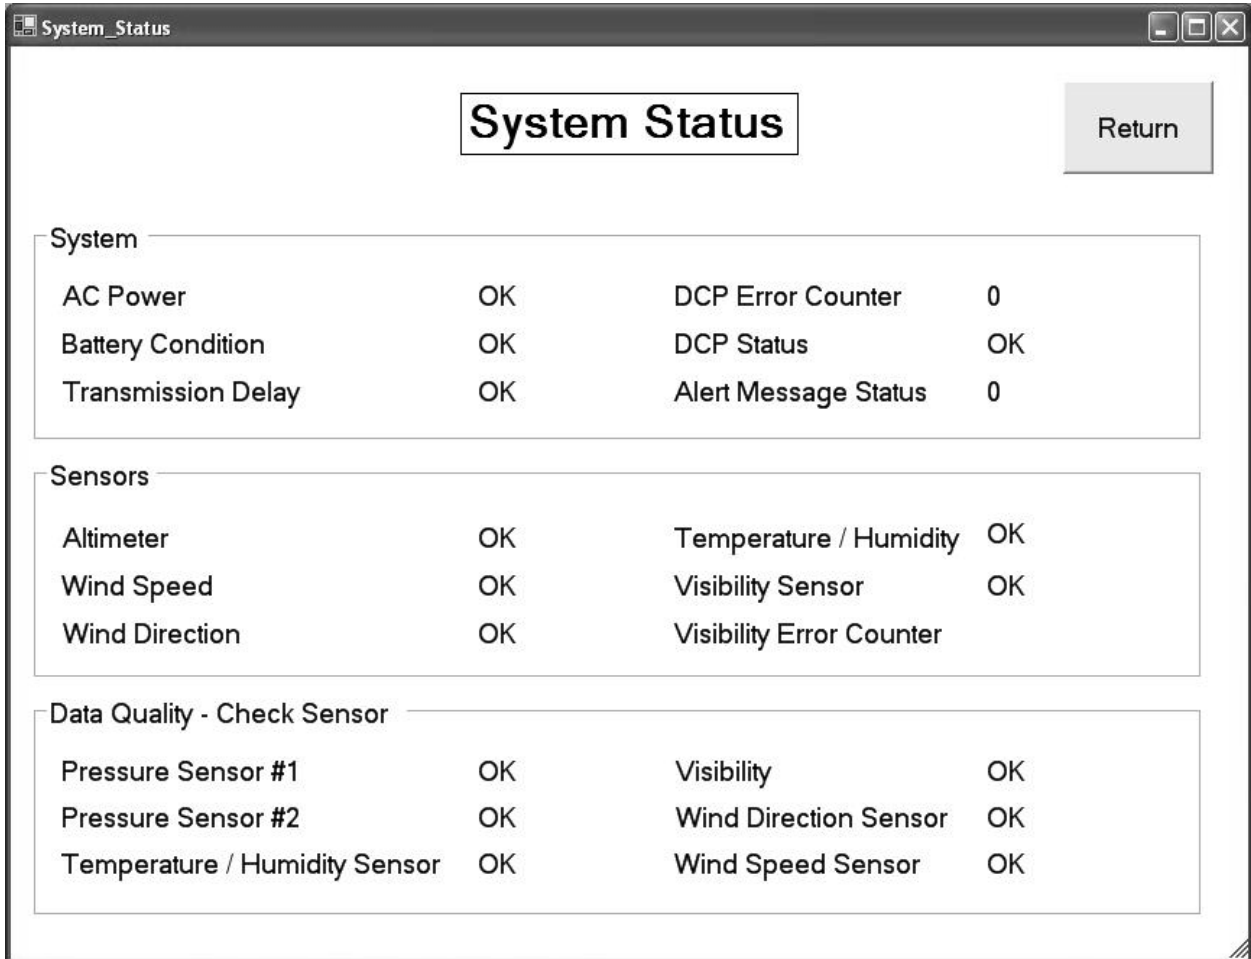 System_Status
System Status
Return
System
AC Power OK DCP Error Counter 0
Battery Condition OK DCP Status OK
Transmission Delay OK Alert Message Status 0
Sensors
Altimeter OK Temperature / Humidity OK
Wind Speed OK Visibility Sensor OK
Wind Direction OK Visibility Error Counter
Data Quality - Check Sensor
Pressure Sensor #1 OK Visibility OK
Pressure Sensor #2 OK Wind Direction Sensor OK
Temperature / Humidity Sensor OK Wind Speed Sensor OK